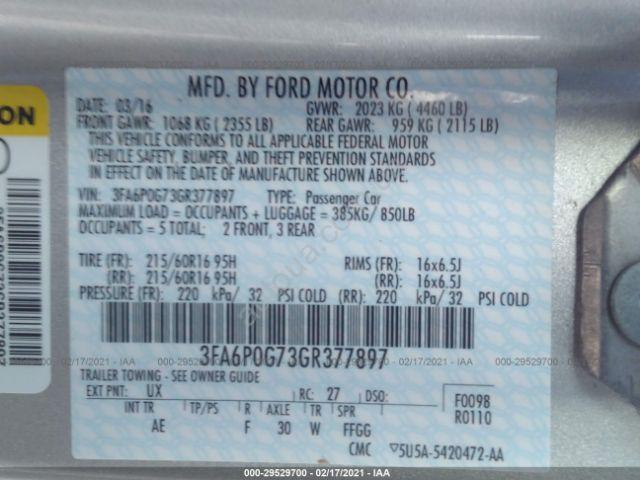 MFD. BY FORD MOTOR CO.
DATE: 03/16 GVWR: 2023 KG ( 4460 LB)
FRONT GAWR: 1068 KG ( 2355 LB) REAR GAWR: 959 KG ( 2115 LB)
THIS VEHICLE CONFORMS TO ALL APPLICABLE FEDERAL MOTOR
VEHICLE SAFETY, BUMPER, AND THEFT PREVENTION STANDARDS
IN EFFECT ON THE DATE OF MANUFACTURE SHOWN ABOVE.
VIN: 3FA6P0G73GR377897 TYPE: Passenger Car
MAXIMUM LOAD = OCCUPANTS + LUGGAGE = 385KG/ 850LB
OCCUPANTS = 5 TOTAL: 2 FRONT, 3 REAR
TIRE (FR): 215/60R16 95H RIMS (FR): 16x6.5J
(RR): 215/60R16 95H (RR): 16x6.5J
PRESSURE (FR): 220 kPa/ 32 PSI COLD (RR): 220 kPa/ 32 PSI COLD
3FA6P0G73GR377897
TRAILER TOWING - SEE OWNER GUIDE
EXT PNT: UX RC: 27 DSO: F0098
R0110
INT TR TP/PS R AXLE TR SPR
AE F 30 W FFGG
CMC 5U5A-5420472-AA
000-29529700 - 02/17/2021 - IAA